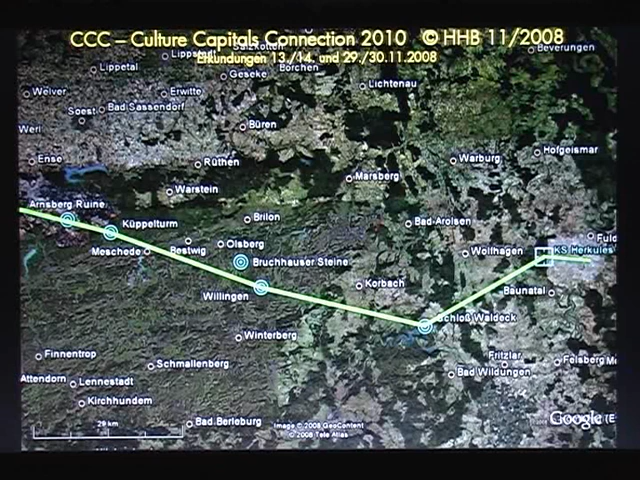 CCC – Culture Capitals Connection 2010 © HHB 11/2008
Erkundungen 13./14. und 29./30.11.2008
Salzkotten
Beverungen
Lippstadt
Lippetal
Geseke
Borchen
Lichtenau
Welver
Erwitte
Soest
Bad Sassendorf
Werl
Büren
Ense
Rüthen
Marsberg
Warburg
Hofgeismar
Warstein
Arnsberg Ruine
Küppelturm
Brilon
Bad Arolsen
Meschede
Bestwig
Olsberg
Wolfhagen
KS Herkules
Bruchhauser Steine
Willingen
Korbach
Baunatal
Schloß Waldeck
Winterberg
Finnentrop
Schmallenberg
Fritzlar
Felsberg
Bad Wildungen
Attendorn
Lennestadt
Kirchhundem
Bad Berleburg
29 km
Image © 2008 GeoContent
© 2008 Tele Atlas
Google